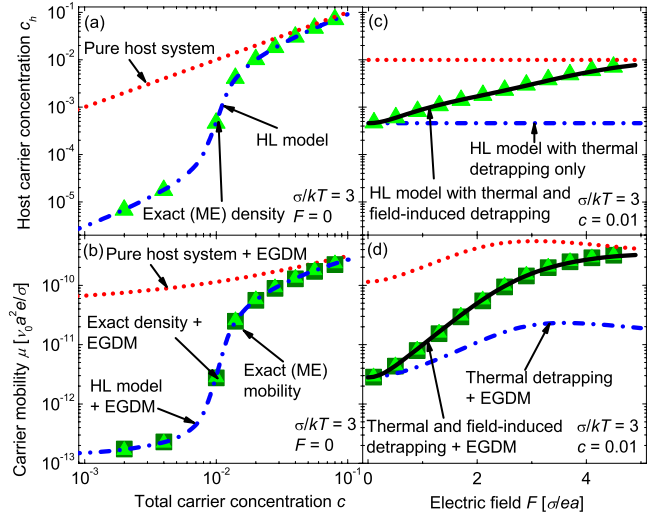 (a)
Pure host system
HL model
Exact (ME) density
σ/kT = 3
F = 0
Host carrier concentration c_h
10^-1
10^-2
10^-3
10^-4
10^-5
(c)
HL model with thermal
detrapping only
HL model with thermal and
field-induced detrapping
σ/kT = 3
c = 0.01
(b)
Pure host system + EGDM
Exact density +
EGDM
Exact (ME)
mobility
HL model
+ EGDM
σ/kT = 3
F = 0
Carrier mobility μ [ν₀a²e/σ]
10^-10
10^-11
10^-12
10^-13
10^-3
10^-2
10^-1
Total carrier concentration c
(d)
Thermal detrapping
+ EGDM
Thermal and field-induced
detrapping + EGDM
σ/kT = 3
c = 0.01
0
2
4
Electric field F [σ/ea]